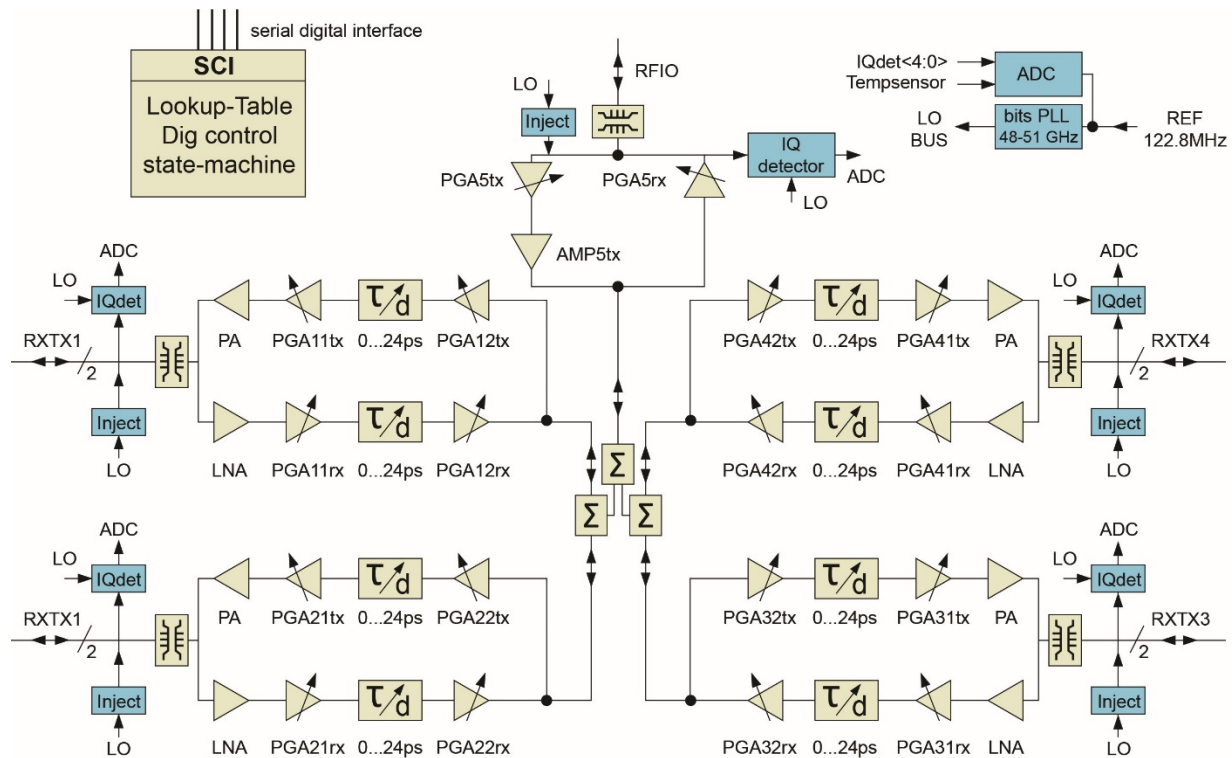 serial digital interface
SCI
Lookup-Table
Dig control
state-machine
RFIO
LO
Inject
PGA5tx
PGA5rx
IQ
detector
ADC
LO
AMP5tx
IQdet<4:0>
Tempsensor
ADC
LO
BUS
bits PLL
48-51 GHz
REF
122.8MHz
ADC
LO
IQdet
RXTX1
2
Inject
LO
PA
PGA11tx
τ/d
0...24ps
PGA12tx
LNA
PGA11rx
τ/d
0...24ps
PGA12rx
PGA42tx
τ/d
0...24ps
PGA41tx
PA
PGA42rx
τ/d
0...24ps
PGA41rx
LNA
ADC
LO
IQdet
RXTX4
2
Inject
LO
Σ
Σ
Σ
ADC
LO
IQdet
RXTX1
2
Inject
LO
PA
PGA21tx
τ/d
0...24ps
PGA22tx
LNA
PGA21rx
τ/d
0...24ps
PGA22rx
PGA32tx
τ/d
0...24ps
PGA31tx
PA
PGA32rx
τ/d
0...24ps
PGA31rx
LNA
ADC
LO
IQdet
RXTX3
2
Inject
LO